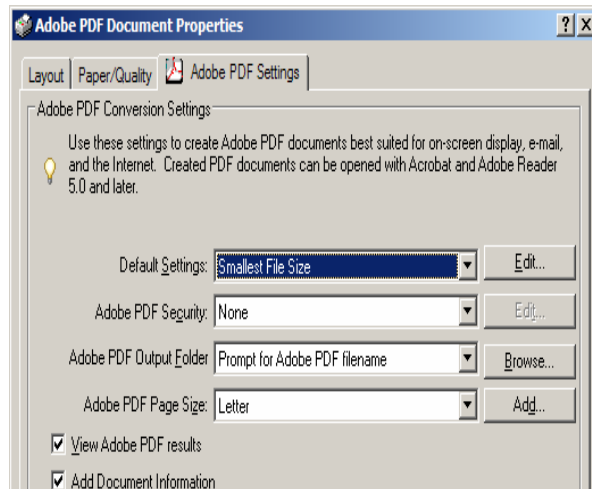 Adobe PDF Document Properties ? X
Layout Paper/Quality Adobe PDF Settings
Adobe PDF Conversion Settings
Use these settings to create Adobe PDF documents best suited for on-screen display, e-mail,
and the Internet. Created PDF documents can be opened with Acrobat and Adobe Reader
5.0 and later.
Default Settings: Smallest File Size Edit...
Adobe PDF Security: None Edit...
Adobe PDF Output Folder Prompt for Adobe PDF filename Browse...
Adobe PDF Page Size: Letter Add...
View Adobe PDF results
Add Document Information